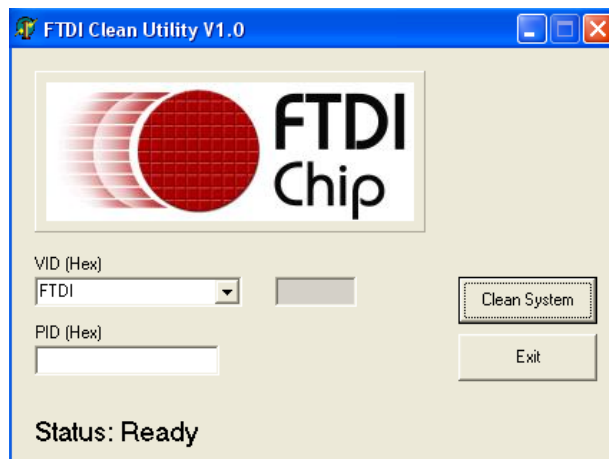 FTDI Clean Utility V1.0
FTDI
Chip
VID (Hex)
FTDI
Clean System
PID (Hex)
Exit
Status: Ready